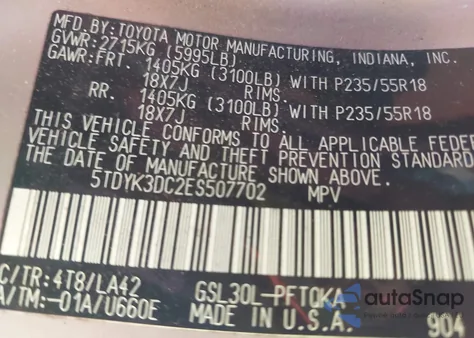 MFD.BY:TOYOTA MOTOR MANUFACTURING, INDIANA, INC.
GVWR:2715KG (5995LB)
GAWR:FRT. 1405KG (3100LB) WITH P235/55R18
18X7J RIMS.
RR. 1405KG (3100LB) WITH P235/55R18
18X7J RIMS.
THIS VEHICLE CONFORMS TO ALL APPLICABLE FEDE
SAFETY AND THEFT PREVENTION STANDARD
THE DATE OF MANUFACTURE SHOWN ABOVE.
5TDYK3DC2ES507702 MPV
C/TR:4T8/LA42 GSL30L-PFTQKA
A/TM:-01A/U660E MADE IN U.S.A. 904
autoSnap